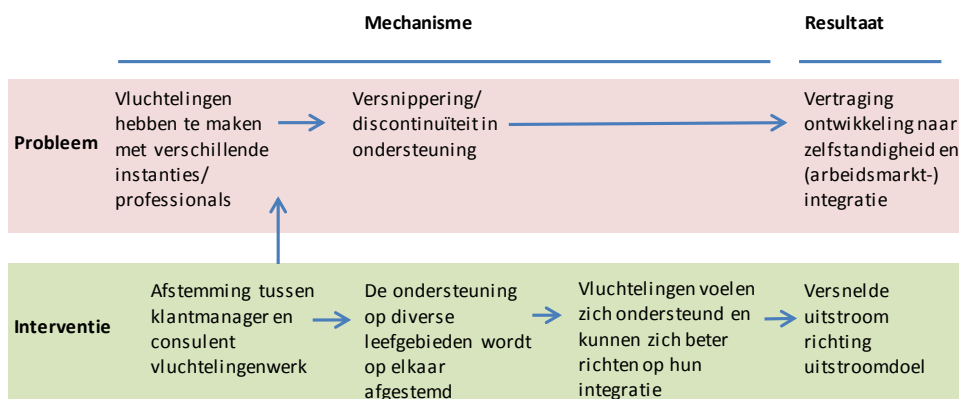 Mechanisme
Resultaat
Probleem
Vluchtelingen
hebben te maken
met verschillende
instanties/
professionals
Versnippering/
discontinuïteit in
ondersteuning
Vertraging
ontwikkeling naar
zelfstandigheid en
(arbeidsmarkt-)
integratie
Interventie
Afstemming tussen
klantmanager en
consulent
vluchtelingenwerk
De ondersteuning
op diverse
leefgebieden wordt
op elkaar
afgestemd
Vluchtelingen voelen
zich ondersteund en
kunnen zich beter
richten op hun
integratie
Versnelde
uitstroom
richting
uitstroomdoel